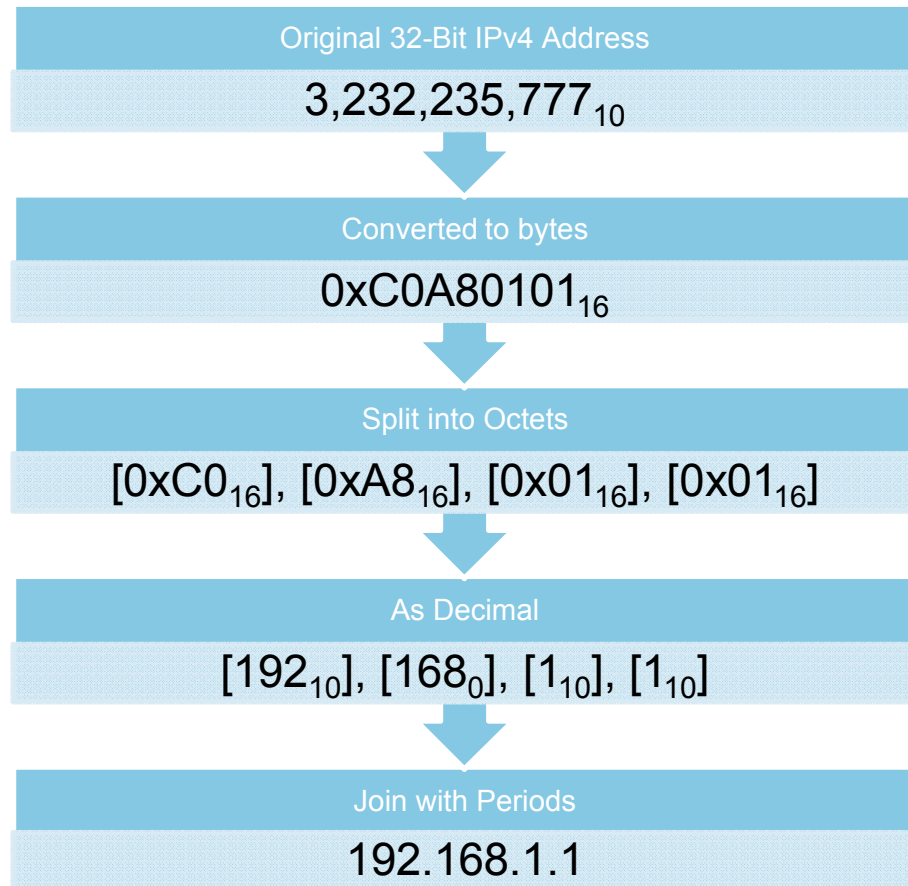 Original 32-Bit IPv4 Address
3,232,235,777₁₀
Converted to bytes
0xC0A80101₁₆
Split into Octets
[0xC0₁₆], [0xA8₁₆], [0x01₁₆], [0x01₁₆]
As Decimal
[192₁₀], [168₀], [1₁₀], [1₁₀]
Join with Periods
192.168.1.1